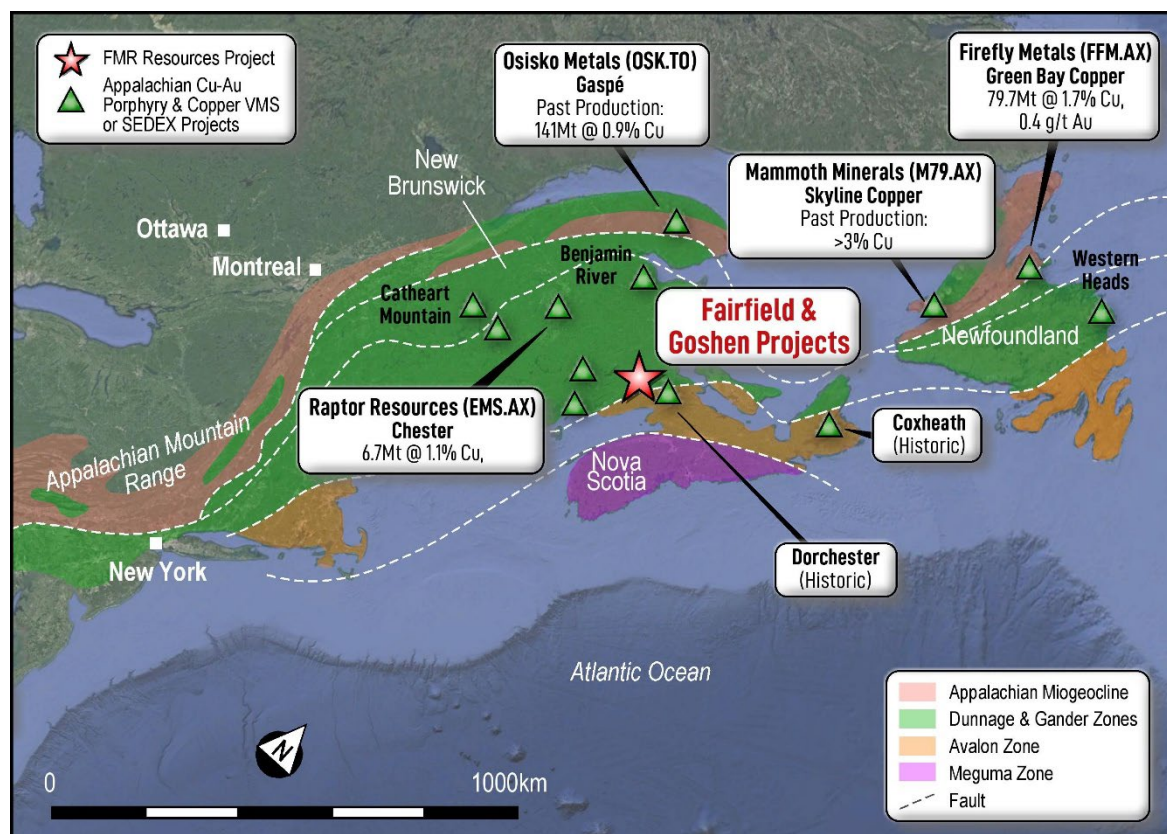 FMR Resources Project
Appalachian Cu-Au
Porphyry & Copper VMS
or SEDEX Projects
Osisko Metals (OSK.TO)
Gaspé
Past Production:
141Mt @ 0.9% Cu
Firefly Metals (FFM.AX)
Green Bay Copper
79.7Mt @ 1.7% Cu,
0.4 g/t Au
Mammoth Minerals (M79.AX)
Skyline Copper
Past Production:
>3% Cu
New
Brunswick
Ottawa
Montreal
Benjamin
River
Western
Heads
Catheart
Mountain
Fairfield &
Goshen Projects
Newfoundland
Raptor Resources (EMS.AX)
Chester
6.7Mt @ 1.1% Cu,
Appalachian Mountain
Range
Coxheath
(Historic)
Nova
Scotia
New York
Dorchester
(Historic)
Atlantic Ocean
N
0
1000km
Appalachian Miogeocline
Dunnage & Gander Zones
Avalon Zone
Meguma Zone
Fault